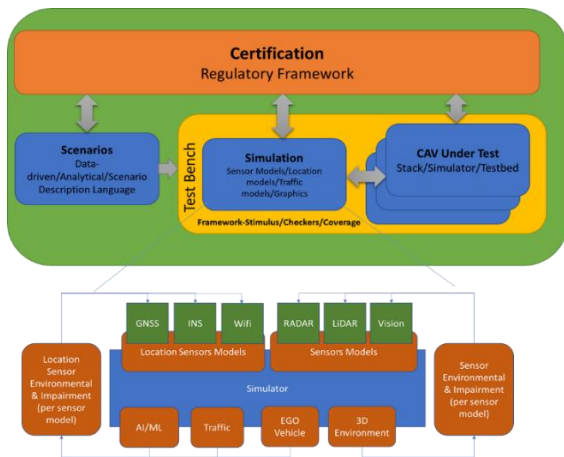 Certification
Regulatory Framework
Scenarios
Data-
driven/Analytical/Scenario
Description Language
Test Bench
Simulation
Sensor Models/Location
models/Traffic
models/Graphics
CAV Under Test
Stack/Simulator/Testbed
Framework-Stimulus/Checkers/Coverage
GNSS
INS
Wifi
RADAR
LiDAR
Vision
Location Sensors Models
Sensors Models
Location
Sensor
Environmental
& Impairment
(per sensor
model)
Simulator
Sensor
Environmental
& Impairment
(per sensor
model)
AI/ML
Traffic
EGO
Vehicle
3D
Environment